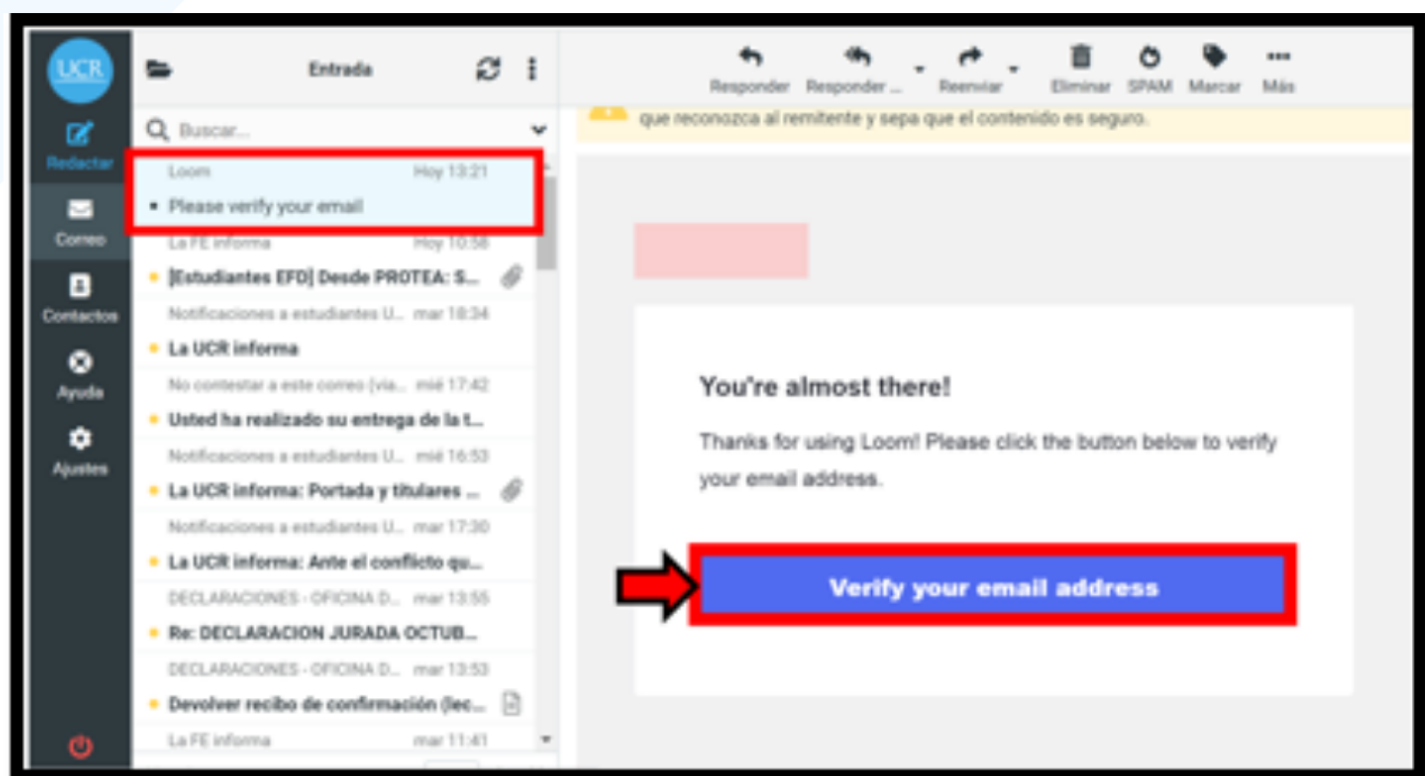 UCR
Redactar
Correo
Contactos
Ayuda
Ajustes
Entrada
Buscar...
Loom Hoy 13:21
Please verify your email
La FE informa Hoy 10:58
[Estudiantes EFD] Desde PROTEA: S...
Notificaciones a estudiantes U... mar 18:34
La UCR informa
No contestar a este correo (vía... mié 17:42
Usted ha realizado su entrega de la t...
Notificaciones a estudiantes U... mié 16:53
La UCR informa: Portada y titulares ...
Notificaciones a estudiantes U... mar 17:30
La UCR informa: Ante el conflicto qu...
DECLARACIONES - OFICINA D... mar 13:55
Re: DECLARACION JURADA OCTUB...
DECLARACIONES - OFICINA D... mar 13:53
Devolver recibo de confirmación (lec...
La FE informa mar 11:41
Responder Responder ... Reenviar Eliminar SPAM Marcar Más
que reconozca al remitente y sepa que el contenido es seguro.
You're almost there!
Thanks for using Loom! Please click the button below to verify
your email address.
Verify your email address